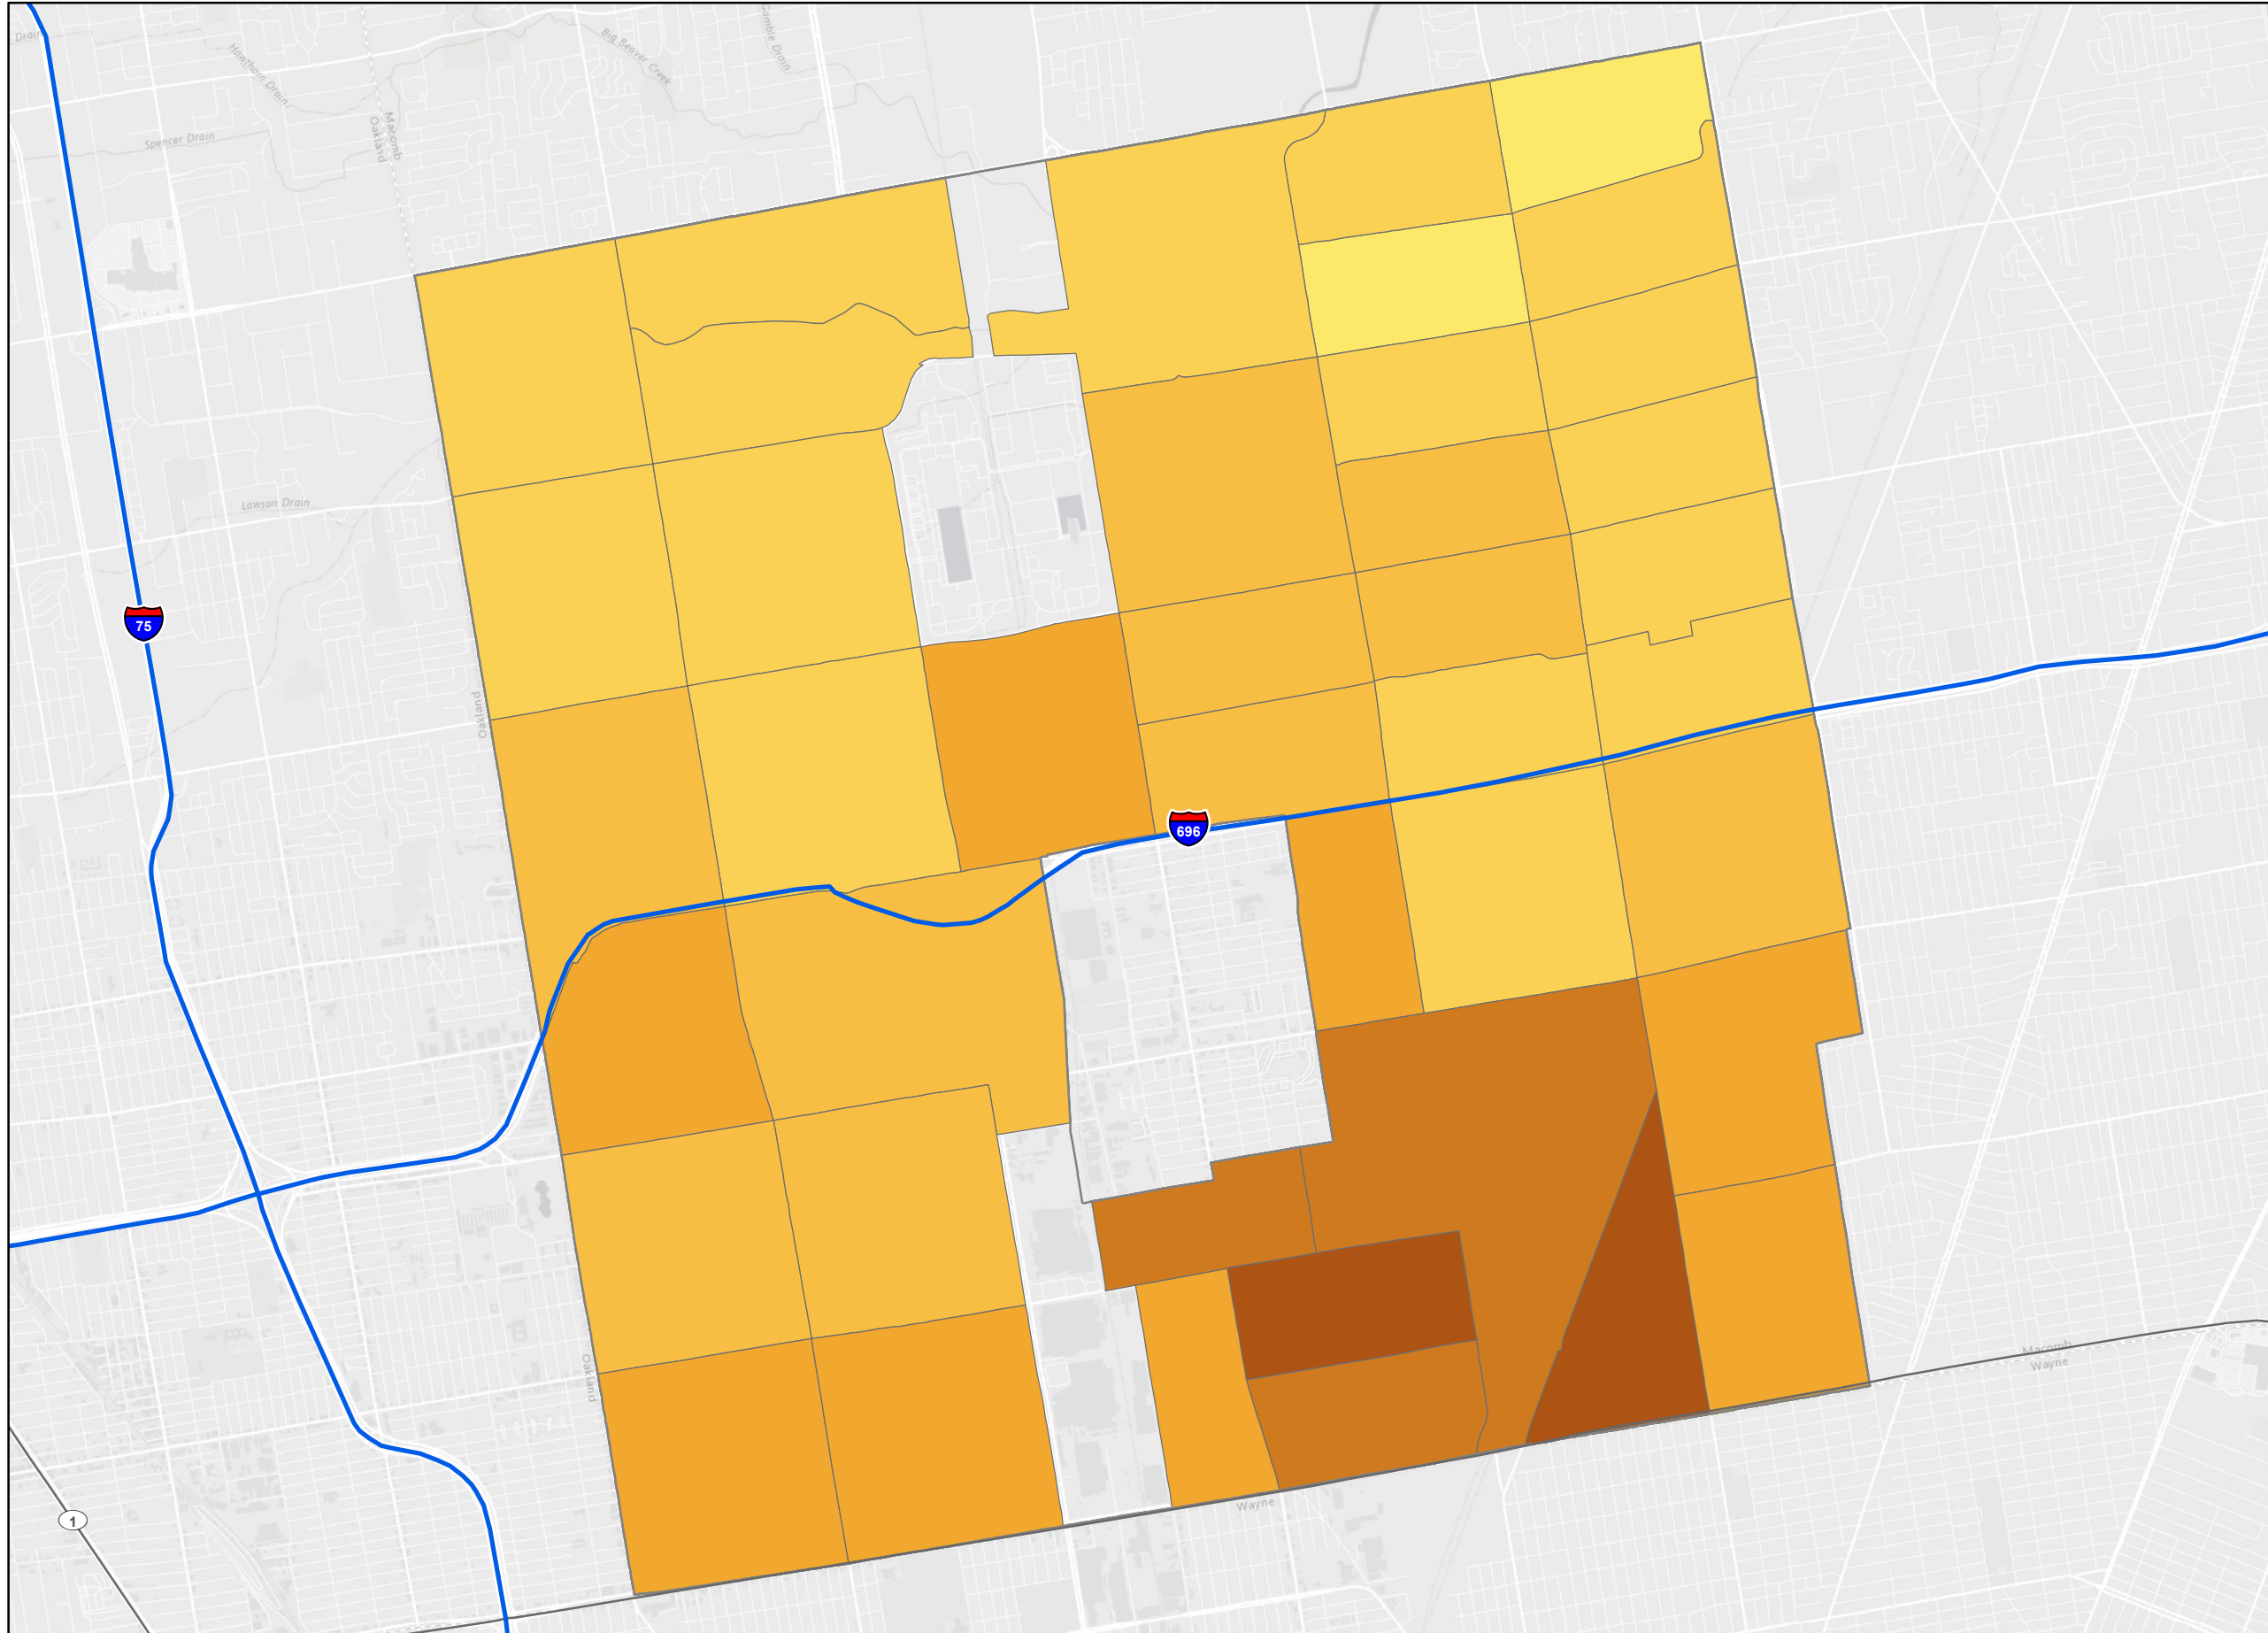 Drain
Hawthorn Drain
Big Beaver Creek
Gamble Drain
Spencer Drain
Macomb
Oakland
Lawson Drain
75
Oakland
696
Oakland
Macomb
Wayne
Wayne
1